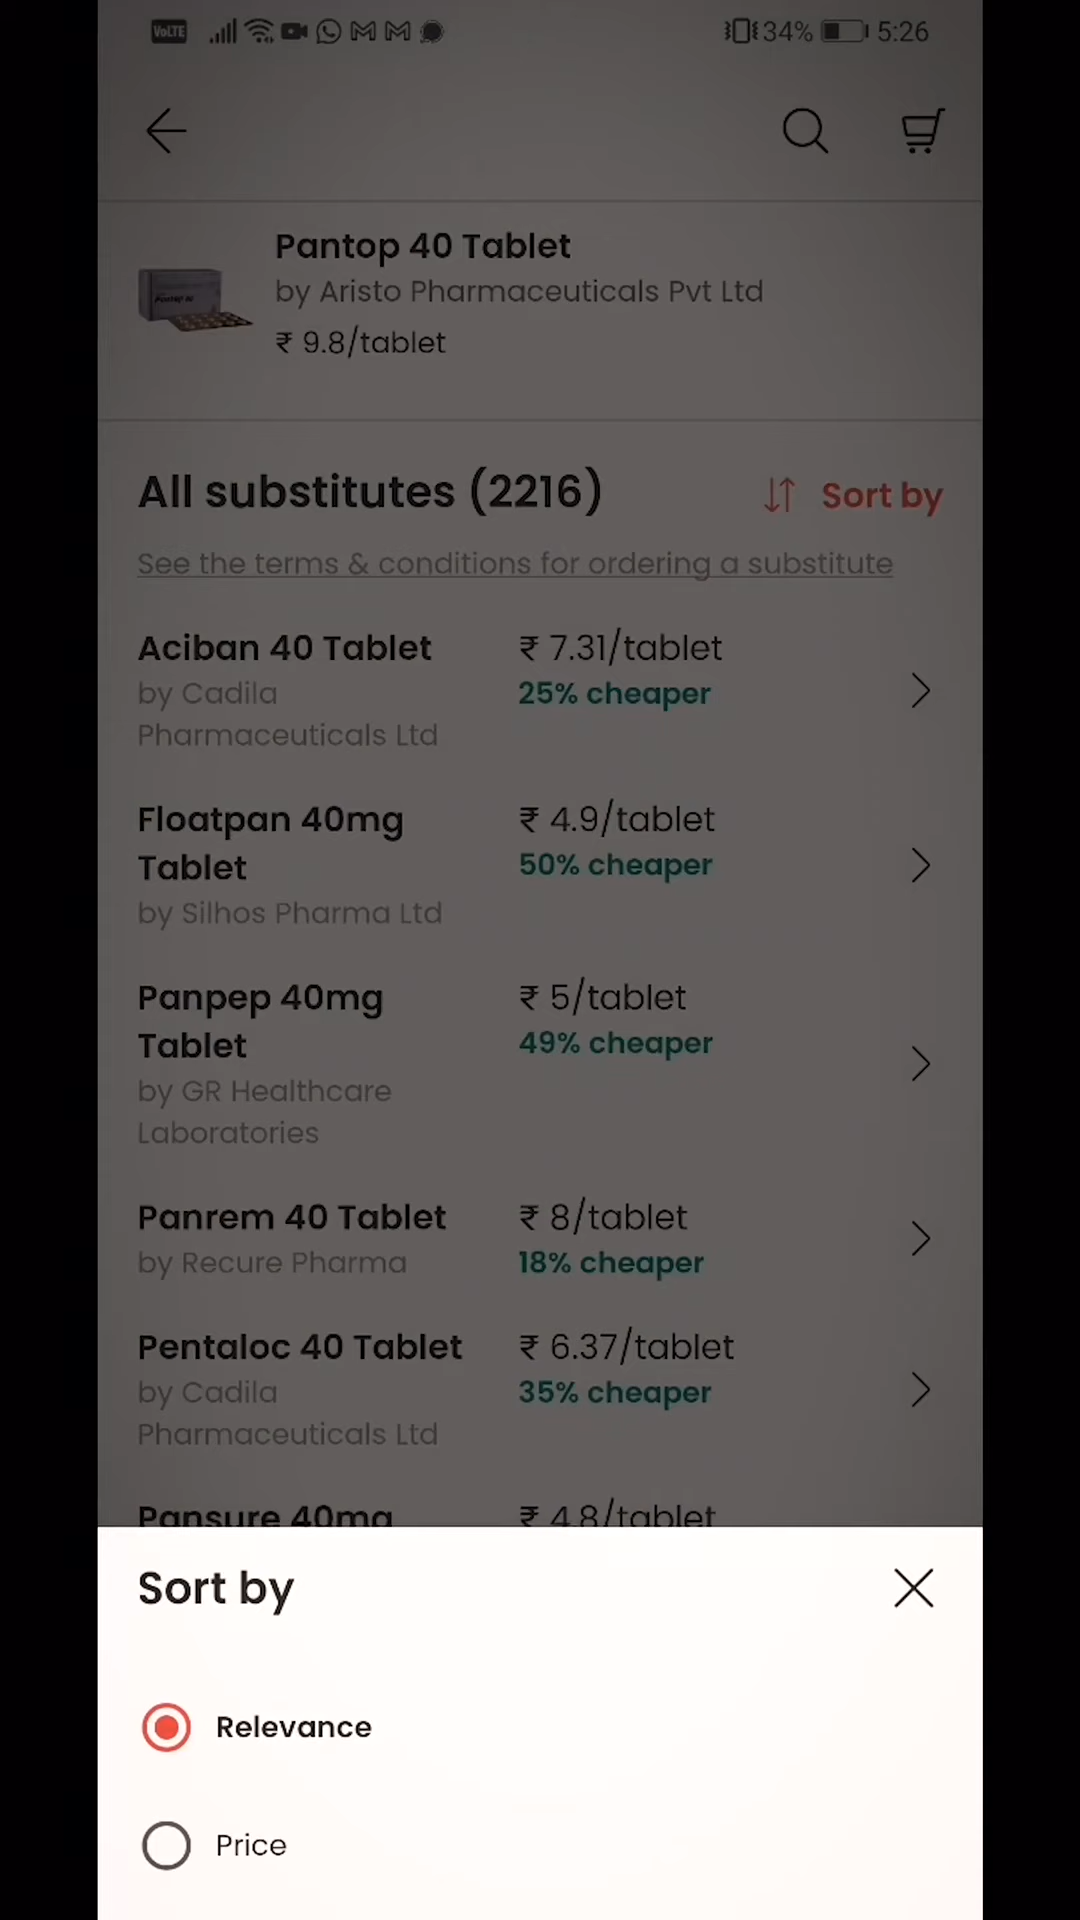 VoLTE 34% 5:26
Pantop 40 Tablet
by Aristo Pharmaceuticals Pvt Ltd
₹ 9.8/tablet
Pantop 40
All substitutes (2216) Sort by
See the terms & conditions for ordering a substitute
Aciban 40 Tablet ₹ 7.31/tablet
by Cadila 25% cheaper
Pharmaceuticals Ltd
Floatpan 40mg ₹ 4.9/tablet
Tablet 50% cheaper
by Silhos Pharma Ltd
Panpep 40mg ₹ 5/tablet
Tablet 49% cheaper
by GR Healthcare
Laboratories
Panrem 40 Tablet ₹ 8/tablet
by Recure Pharma 18% cheaper
Pentaloc 40 Tablet ₹ 6.37/tablet
by Cadila 35% cheaper
Pharmaceuticals Ltd
Pansure 40mg ₹ 4.8/tablet
Sort by
Relevance
Price